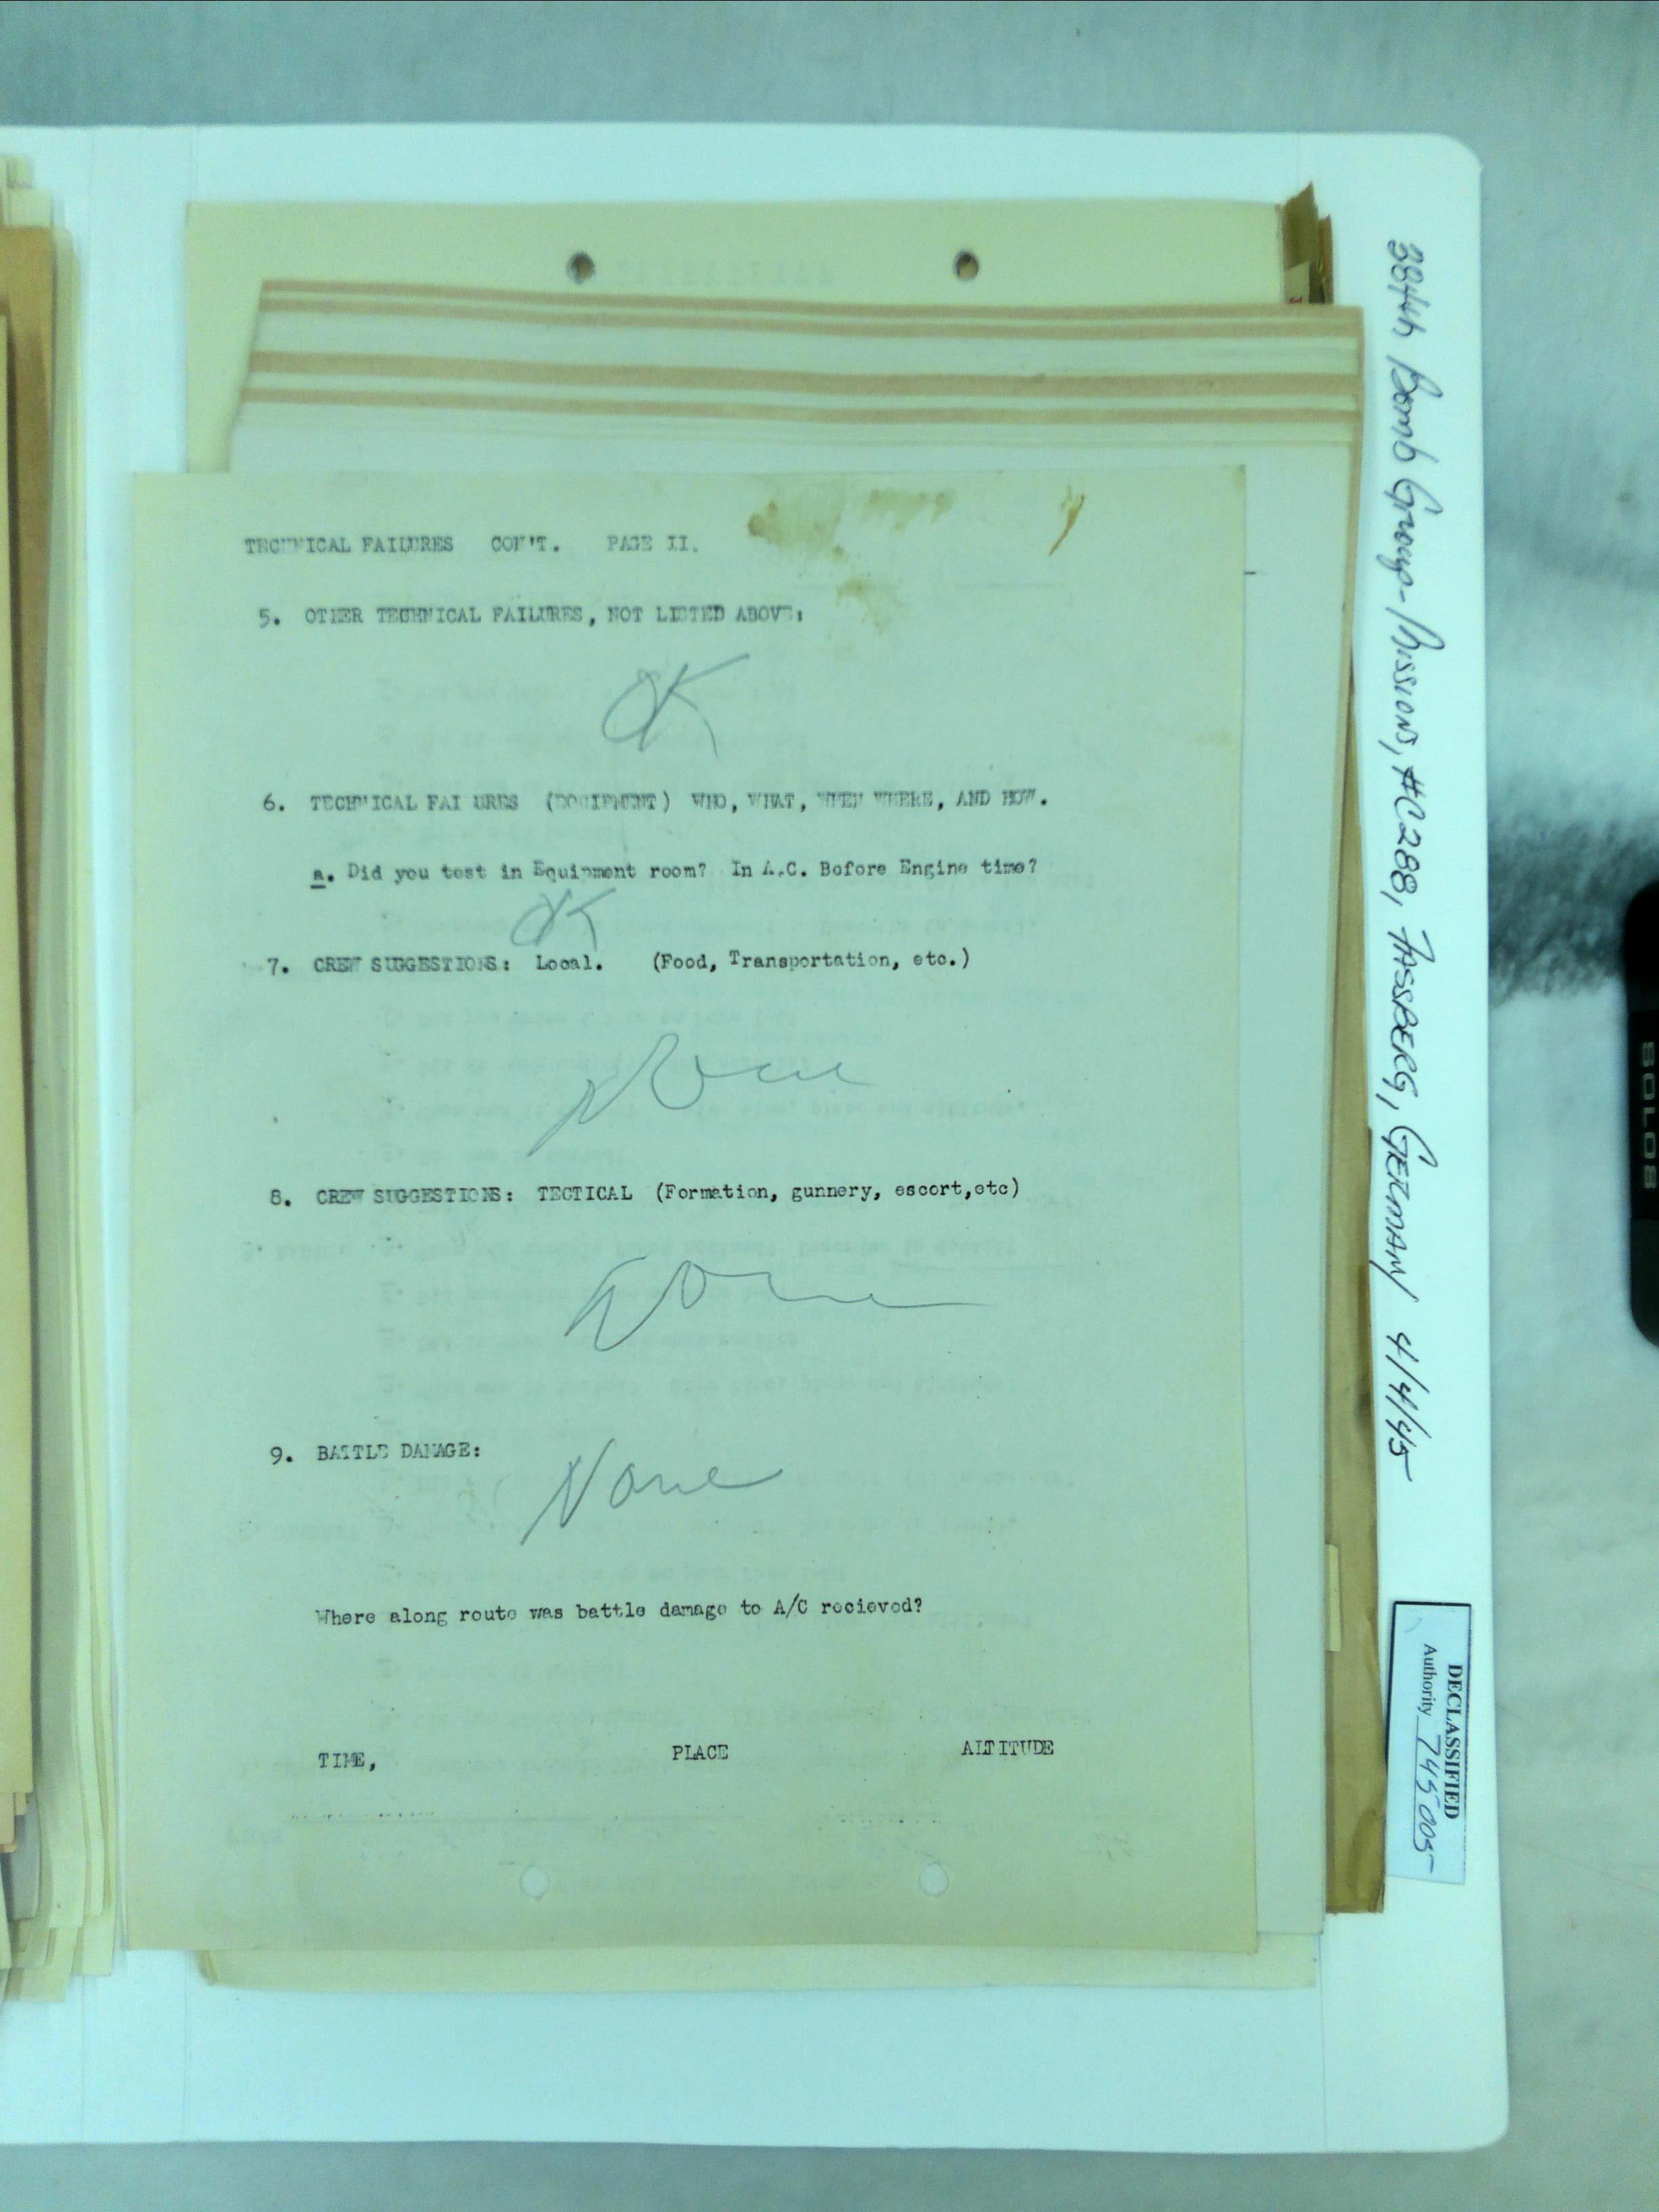 TECHNICAL FAILURES CON'T. PAGE II.
5. OTHER TECHNICAL FAILURES, NOT LISTED ABOVE:
OK
6. TECHNICAL FAI URES (EQUIPMENT) WHO, WHAT, WHEN WHERE, AND HOW.
a. Did you test in Equipment room? In A.C. Before Engine time?
OK
7. CREW SUGGESTIONS: Local. (Food, Transportation, etc.)
None
8. CREW SUGGESTIONS: TECTICAL (Formation, gunnery, escort,etc)
None
9. BATTLE DAMAGE:
None
Where along route was battle damage to A/C recieved?
TIME, PLACE ALTITUDE
384th Bomb Group-Missions, #C288, FASSBERG, GERMANY 4/4/45
DECLASSIFIED
Authority 745005
SOLO8